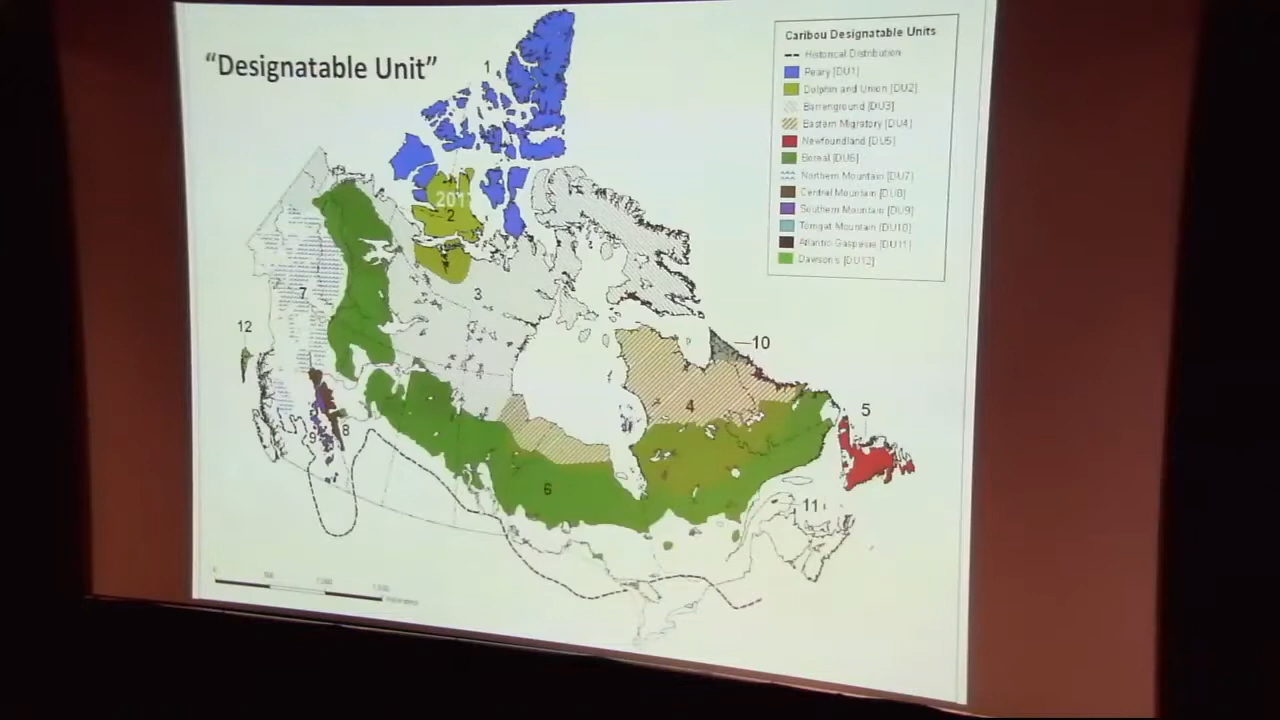 “Designatable Unit”
Caribou Designatable Units
Historical Distribution
Peary [DU1]
Dolphin and Union [DU2]
Barrenground [DU3]
Eastern Migratory [DU4]
Newfoundland [DU5]
Boreal [DU6]
Northern Mountain [DU7]
Central Mountain [DU8]
Southern Mountain [DU9]
Torngat Mountain [DU10]
Atlantic Gaspesie [DU11]
Dawson's [DU12]
1
201
2
3
7
12
10
4
5
8
9
6
11